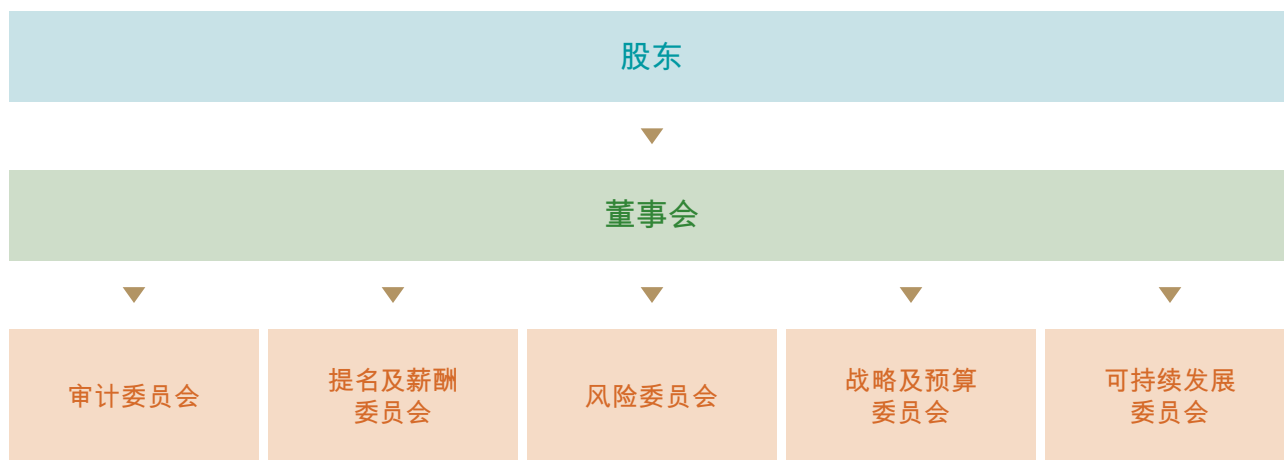 股东
董事会
审计委员会
提名及薪酬
委员会
风险委员会
战略及预算
委员会
可持续发展
委员会